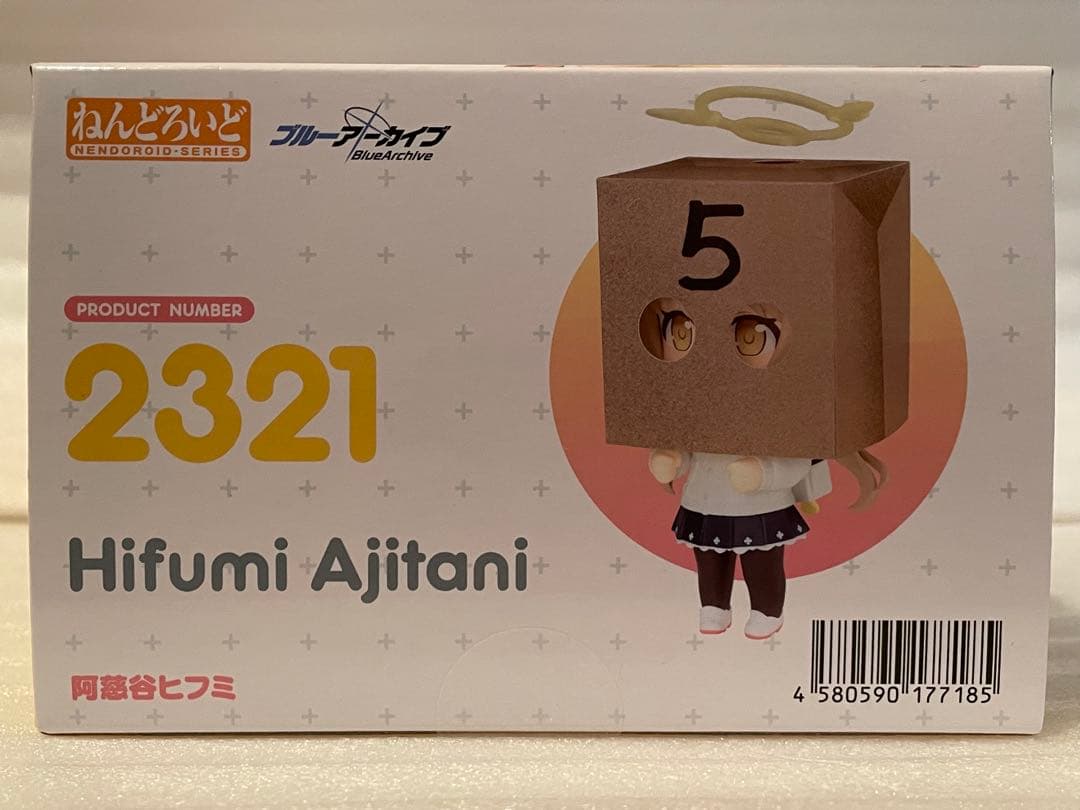 ねんどろいど
NENDOROID・SERIES
ブルーアーカイブ
BlueArchive
5
PRODUCT NUMBER
2321
Hifumi Ajitani
阿慈谷ヒフミ
4 580590 177185